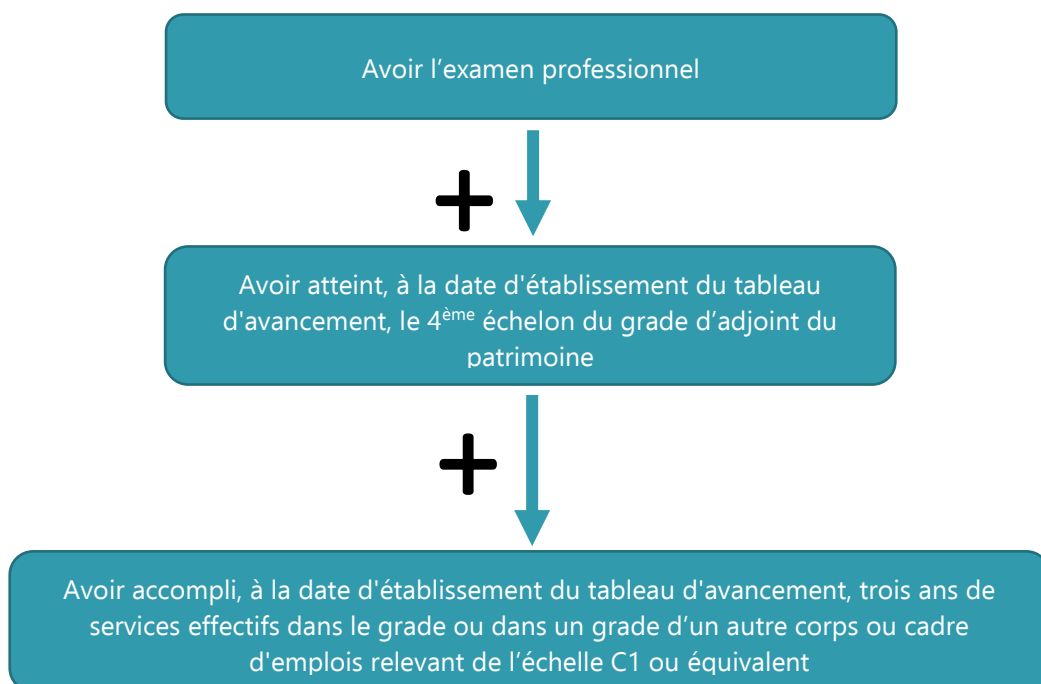 Avoir l’examen professionnel
+
Avoir atteint, à la date d'établissement du tableau
d'avancement, le 4ème échelon du grade d’adjoint du
patrimoine
+
Avoir accompli, à la date d'établissement du tableau d'avancement, trois ans de
services effectifs dans le grade ou dans un grade d’un autre corps ou cadre
d'emplois relevant de l’échelle C1 ou équivalent